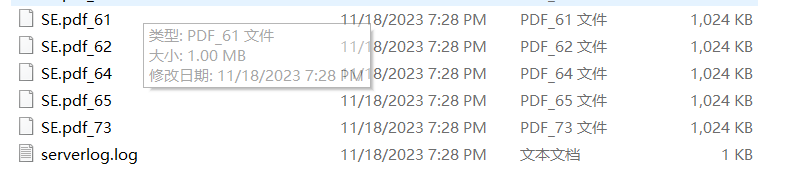 SE.pdf_61 11/18/2023 7:28 PM PDF_61 文件 1,024 KB
类型: PDF_61 文件
SE.pdf_62 11/18/2023 7:28 PM PDF_62 文件 1,024 KB
大小: 1.00 MB
SE.pdf_64 11/18/2023 7:28 PM PDF_64 文件 1,024 KB
修改日期: 11/18/2023 7:28 PM
SE.pdf_65 11/18/2023 7:28 PM PDF_65 文件 1,024 KB
SE.pdf_73 11/18/2023 7:28 PM PDF_73 文件 1,024 KB
serverlog.log 11/18/2023 7:28 PM 文本文档 1 KB